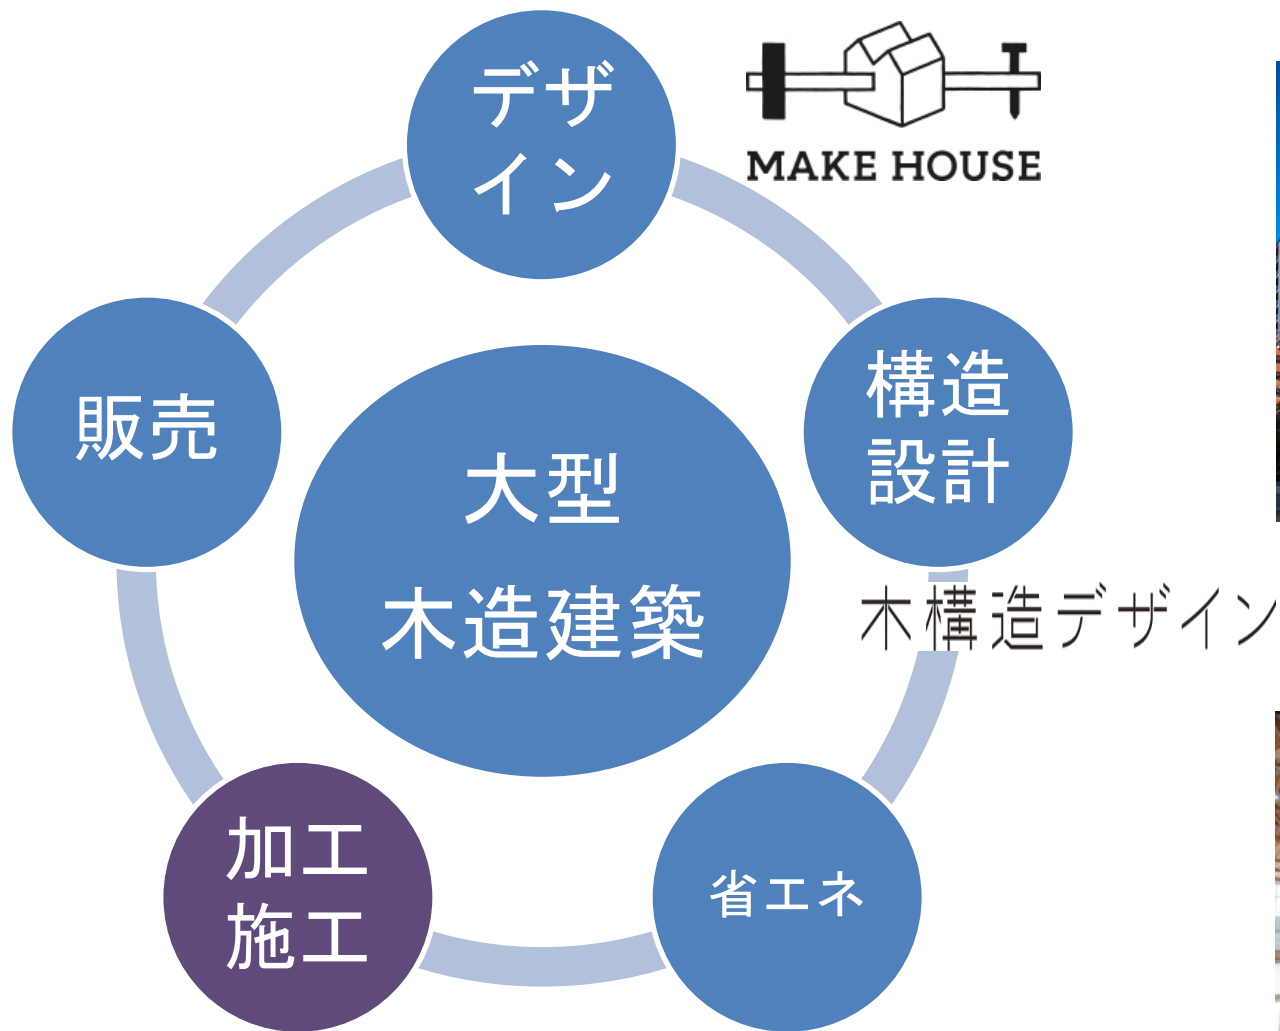 デザ
イン
MAKE HOUSE
構造
設計
販売
大型
木造建築
木構造デザイン
加工
施工
省エネ